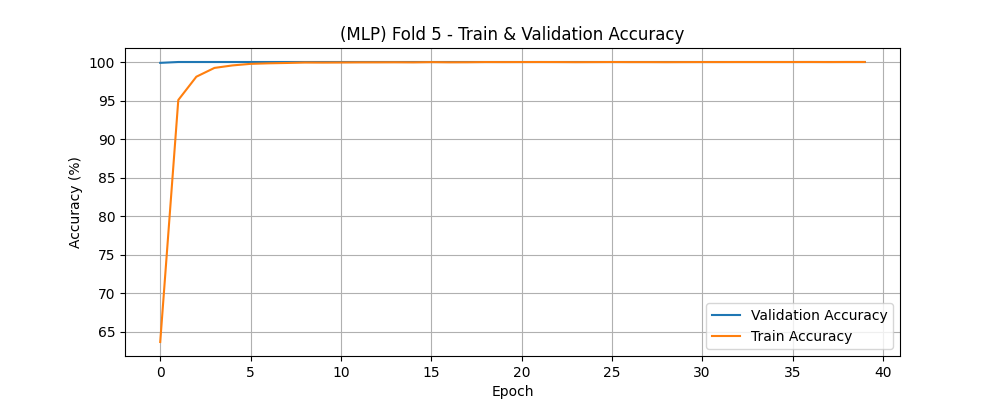 (MLP) Fold 5 - Train & Validation Accuracy
Accuracy (%)
100
95
90
85
80
75
70
65
0 5 10 15 20 25 30 35 40
Epoch
Validation Accuracy
Train Accuracy